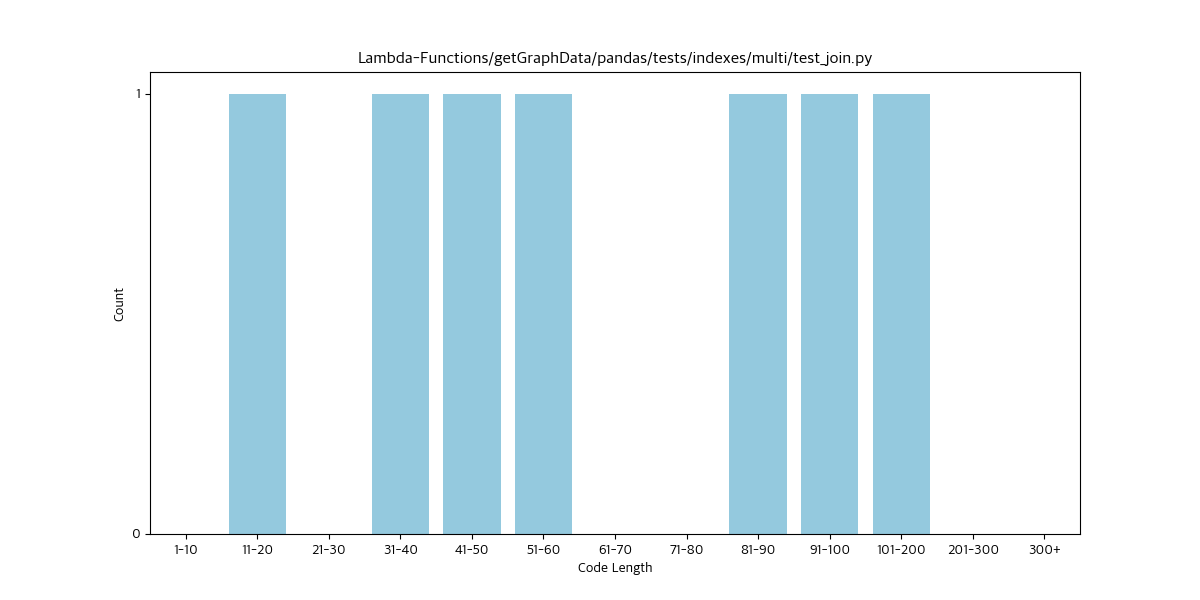 Lambda-Functions/getGraphData/pandas/tests/indexes/multi/test_join.py
1
Count
0
1-10 11-20 21-30 31-40 41-50 51-60 61-70 71-80 81-90 91-100 101-200 201-300 300+
Code Length